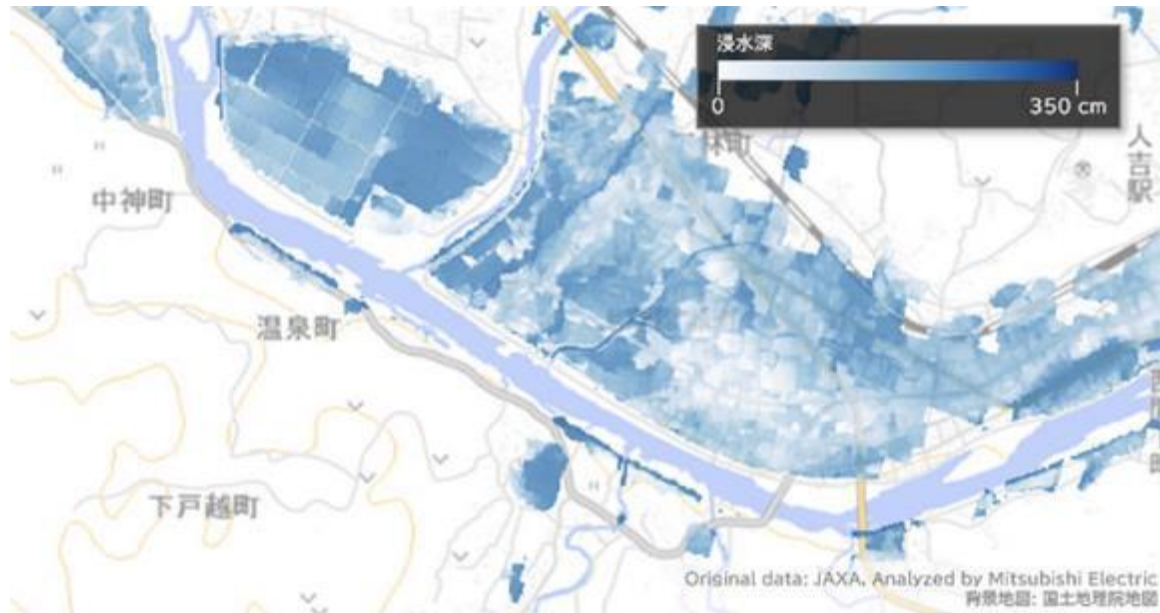 浸水深
0
350 cm
林町
人吉駅
中神町
温泉町
下戸越町
Original data: JAXA, Analyzed by Mitsubishi Electric
背景地図: 国土地理院地図